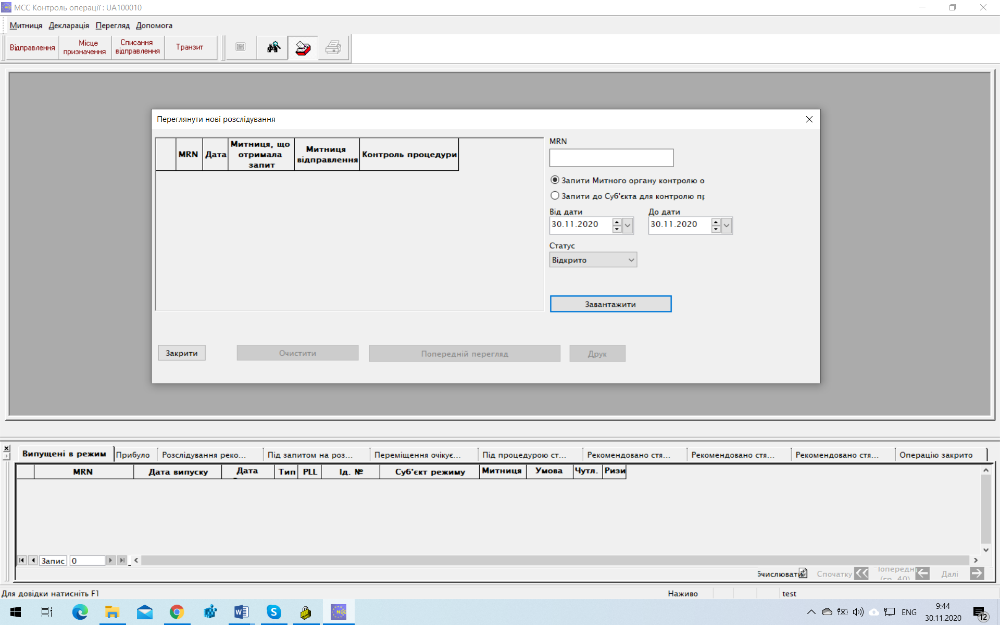 МСС Контроль операції : UA100010
Митниця Декларація Перегляд Допомога
Відправлення
Місце
призначення
Списання
відправлення
Транзит
Переглянути нові розслідування
MRN
Дата
Митниця, що
отримала
запит
Митниця
відправлення
Контроль процедури
MRN
Запити Митного органу контролю о
Запити до Суб'єкта для контролю пр
Від дати
До дати
30.11.2020
30.11.2020
Статус
Відкрито
Завантажити
Закрити
Очистити
Попередній перегляд
Друк
Випущені в режим
Прибуло
Розслідування реко...
Під запитом на роз...
Переміщення очікує...
Під процедурою ст...
Рекомендовано стя...
Рекомендовано стя...
Рекомендовано стя...
Операцію закрито
MRN
Дата випуску
Дата
Тип
PLL
Ід. №
Суб'єкт режиму
Митниця
Умова
Чутл.
Ризи
Запис
0
Зчислювати
Спочатку
Далі
Для довідки натисніть F1
Наживо
test
ENG
9:44
30.11.2020
12